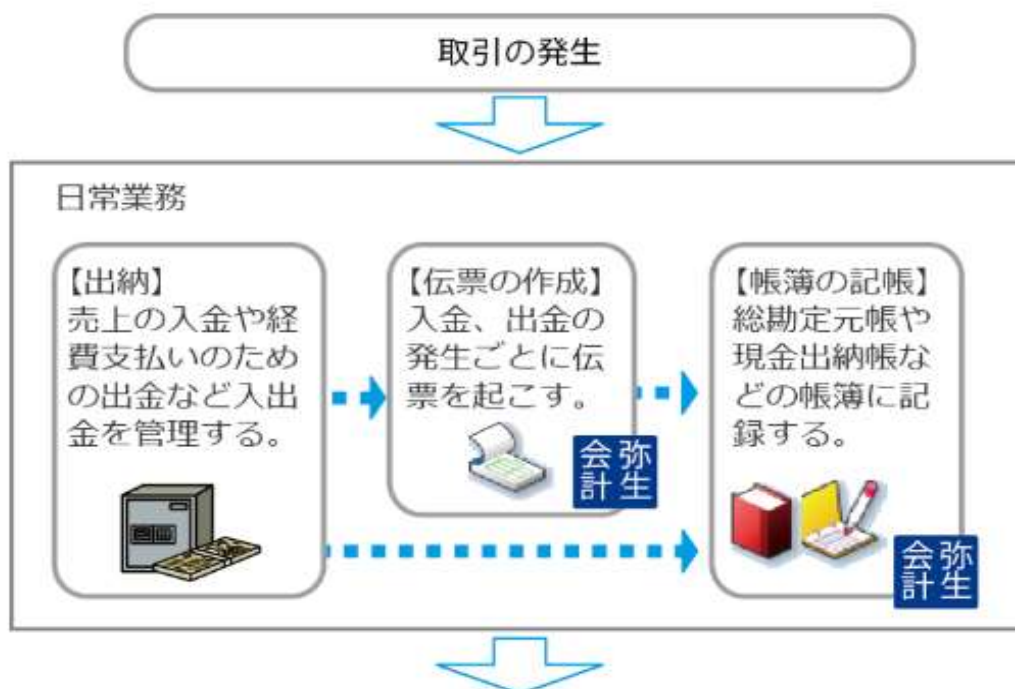 取引の発生
日常業務
【出納】
売上の入金や経
費支払いのため
の出金など入出
金を管理する。
【伝票の作成】
入金、出金の
発生ごとに伝
票を起こす。
弥生
会計
【帳簿の記帳】
総勘定元帳や
現金出納帳な
どの帳簿に記
録する。
弥生
会計